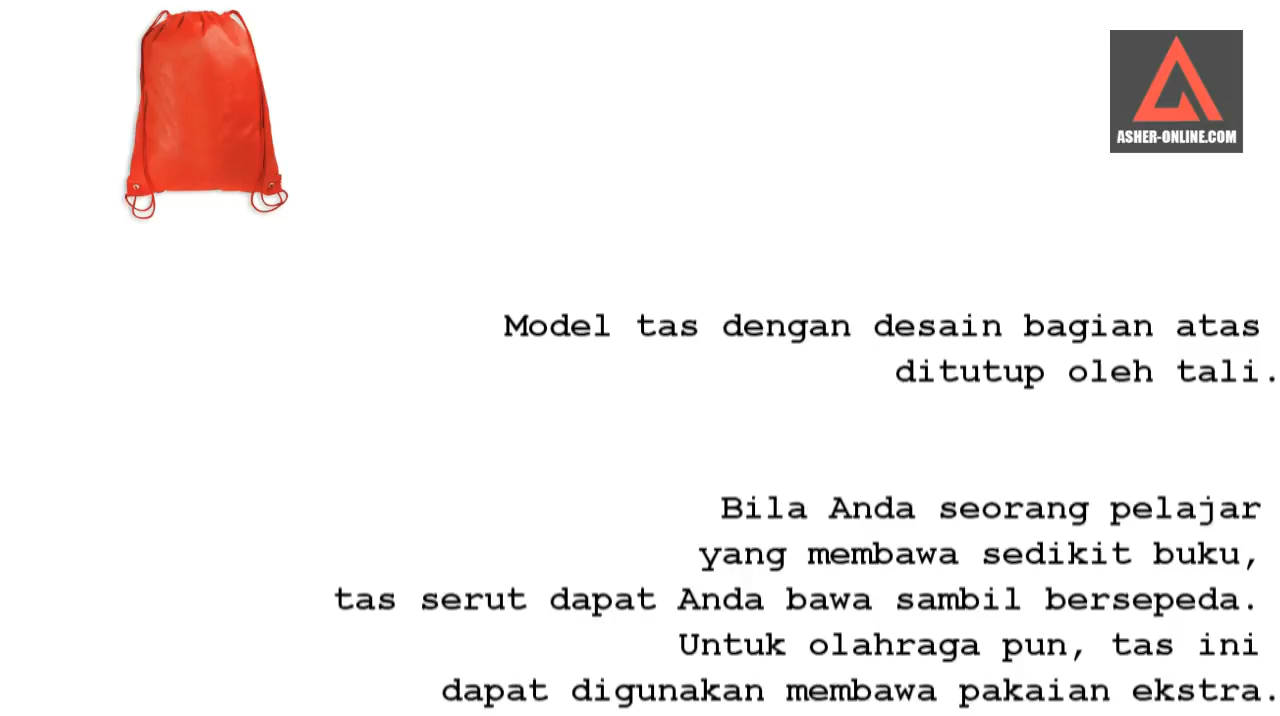 ASHER-ONLINE.COM
Model tas dengan desain bagian atas
ditutup oleh tali.
Bila Anda seorang pelajar
yang membawa sedikit buku,
tas serut dapat Anda bawa sambil bersepeda.
Untuk olahraga pun, tas ini
dapat digunakan membawa pakaian ekstra.